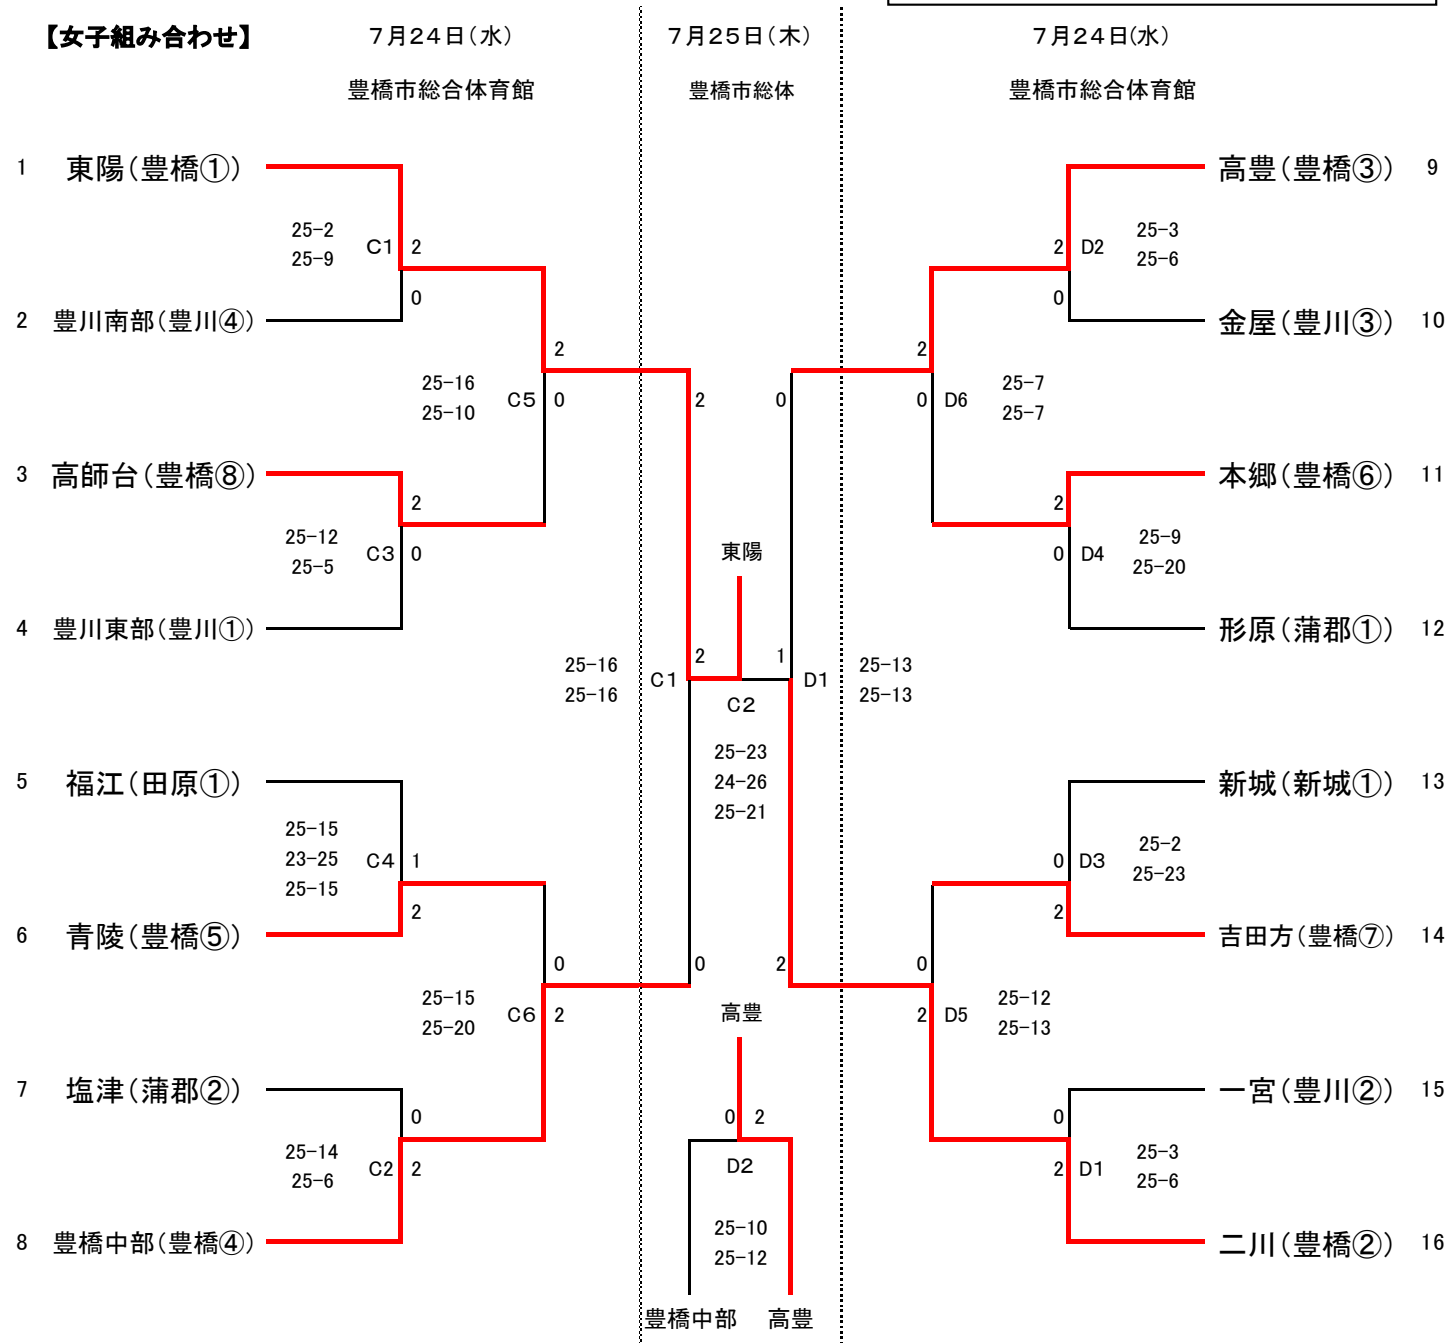 【女子組み合わせ】 7月24日(水) 7月25日(木) 7月24日(水)
豊橋市総合体育館 豊橋市総体 豊橋市総合体育館
1 東陽(豊橋①)
25-2
25-9
C1 2
0
2 豊川南部(豊川④)
2
25-16
25-10
C5 0
3 高師台(豊橋⑧)
2
25-12
25-5
C3 0
4 豊川東部(豊川①)
5 福江(田原①)
25-15
23-25
25-15
C4 1
2
6 青陵(豊橋⑤)
0
25-15
25-20
C6 2
7 塩津(蒲郡②)
0
25-14
25-6
C2 2
8 豊橋中部(豊橋④)
2 0
東陽
25-16
25-16
C1 2 1 D1
25-13
25-13
C2
25-23
24-26
25-21
0 2
高豊
0 2
D2
25-10
25-12
豊橋中部 高豊
高豊(豊橋③) 9
2 D2
25-3
25-6
0
金屋(豊川③) 10
2
0 D6
25-7
25-7
本郷(豊橋⑥) 11
2
0 D4
25-9
25-20
形原(蒲郡①) 12
新城(新城①) 13
0 D3
25-2
25-23
2
吉田方(豊橋⑦) 14
0
2 D5
25-12
25-13
一宮(豊川②) 15
0
2 D1
25-3
25-6
二川(豊橋②) 16